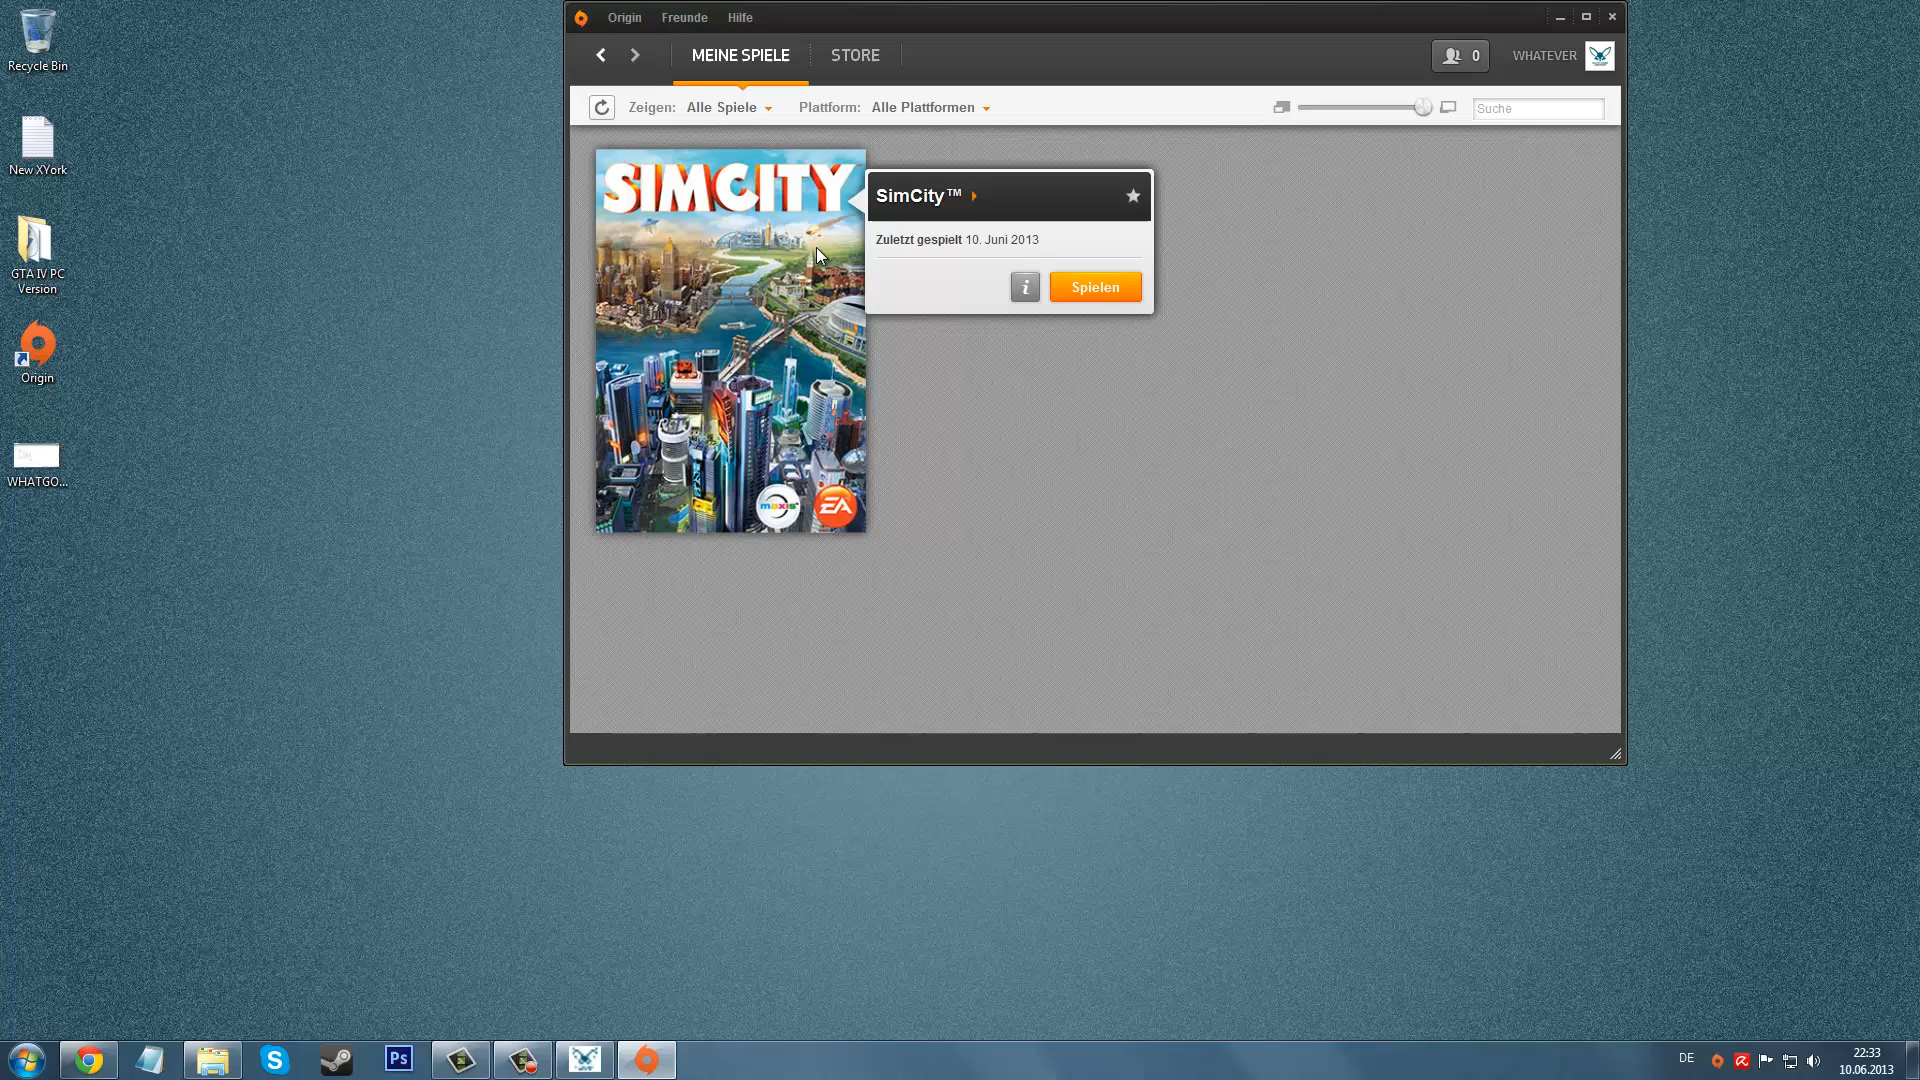 Recycle Bin
New XYork
GTA IV PC
Version
Origin
WHATGO...
Origin Freunde Hilfe
MEINE SPIELE STORE
0 WHATEVER
Zeigen: Alle Spiele Plattform: Alle Plattformen Suche
SIMCITY
maxis
EA
SimCity™
Zuletzt gespielt 10. Juni 2013
i Spielen
Ps
DE
22:33
10.06.2013